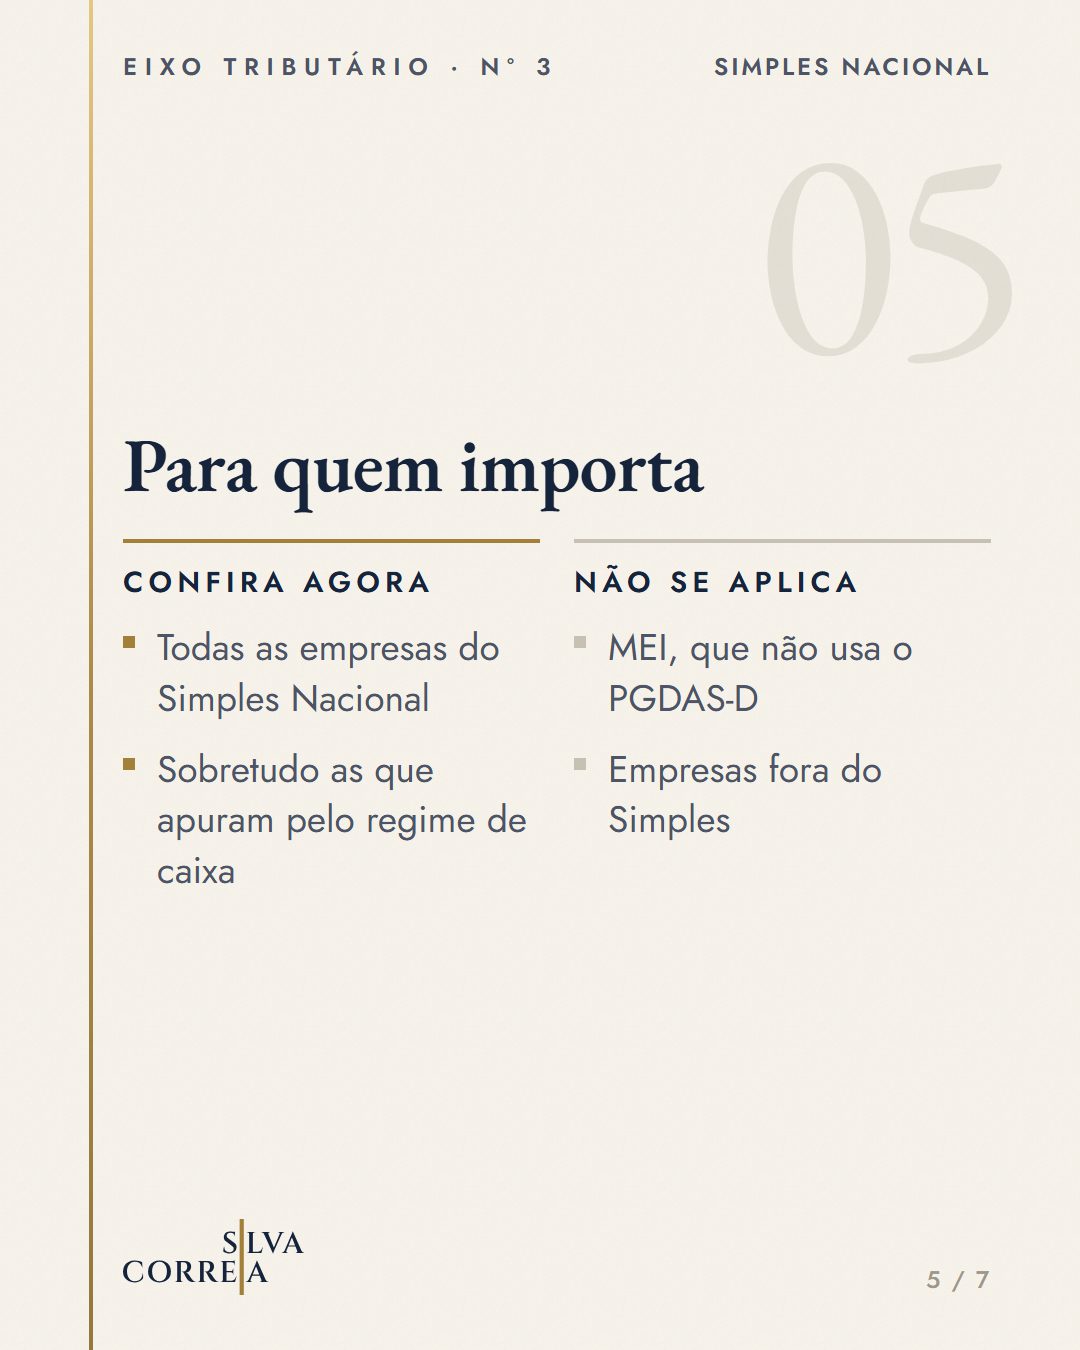 EIXO TRIBUTÁRIO · N° 3
SIMPLES NACIONAL
05
Para quem importa
CONFIRA AGORA
Todas as empresas do
Simples Nacional
Sobretudo as que
apuram pelo regime de
caixa
NÃO SE APLICA
MEI, que não usa o
PGDAS-D
Empresas fora do
Simples
SILVA
CORREIA
5 / 7